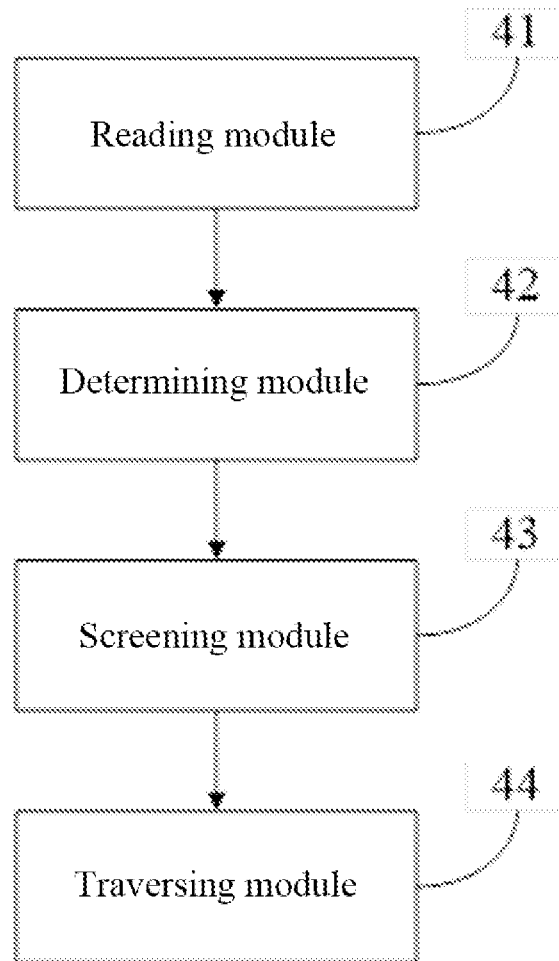 41
Reading module
42
Determining module
43
Screening module
44
Traversing module